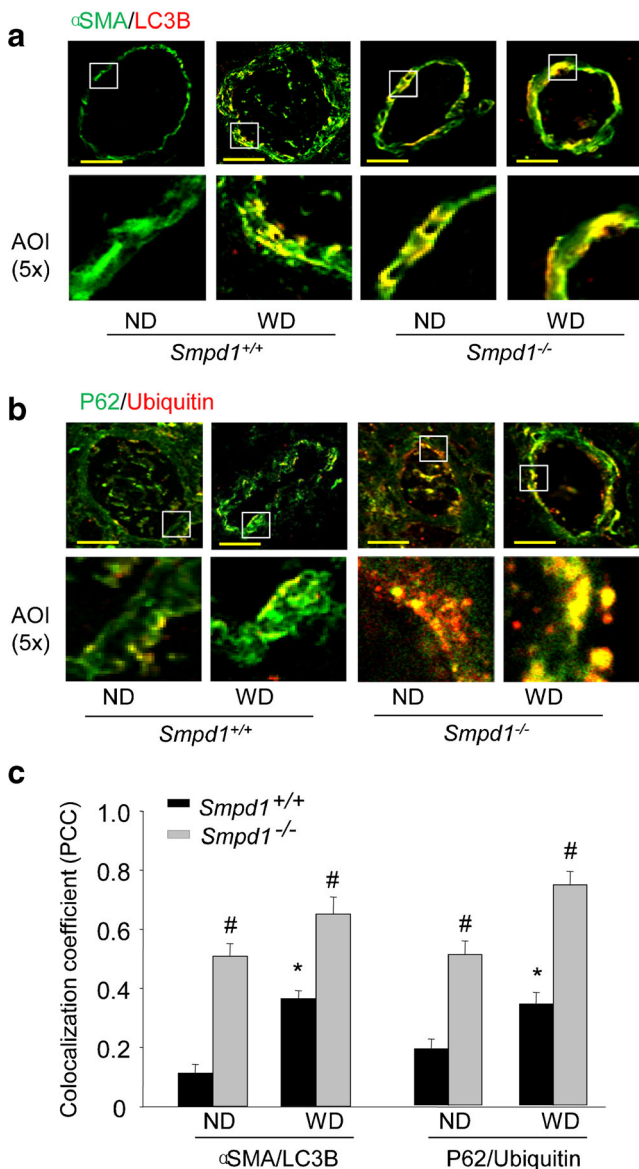 a
αSMA/LC3B
AOI
(5x)
ND WD ND WD
Smpd1+/+ Smpd1-/-
b
P62/Ubiquitin
AOI
(5x)
ND WD ND WD
Smpd1+/+ Smpd1-/-
c
Colocalization coefficient (PCC)
1.0
0.8
0.6
0.4
0.2
0
Smpd1+/+
Smpd1-/-
# * # # * #
ND WD ND WD
αSMA/LC3B P62/Ubiquitin